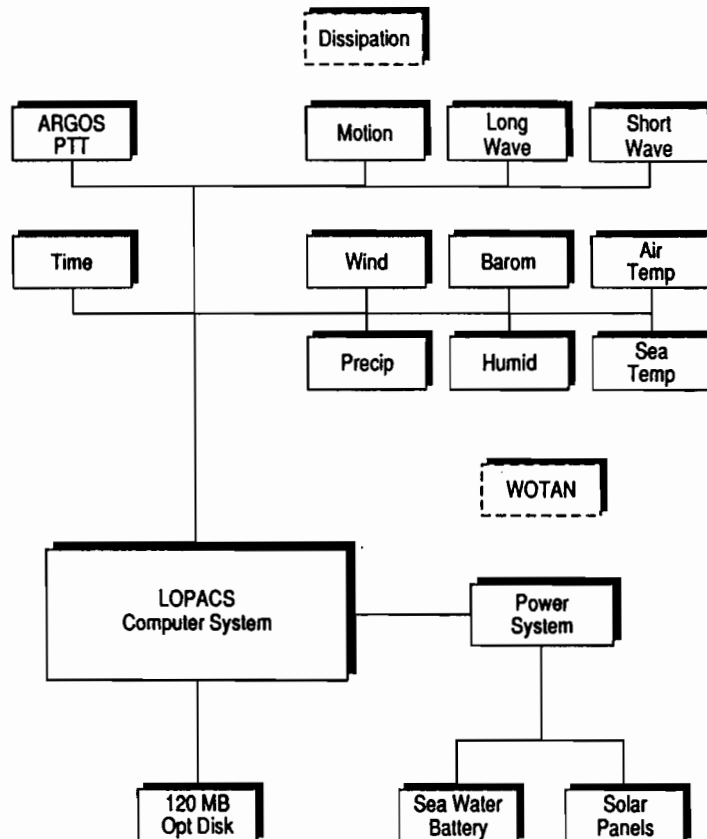 Dissipation
ARGOS
PTT
Motion
Long
Wave
Short
Wave
Time
Wind
Barom
Air
Temp
Precip
Humid
Sea
Temp
WOTAN
LOPACS
Computer System
Power
System
120 MB
Opt Disk
Sea Water
Battery
Solar
Panels